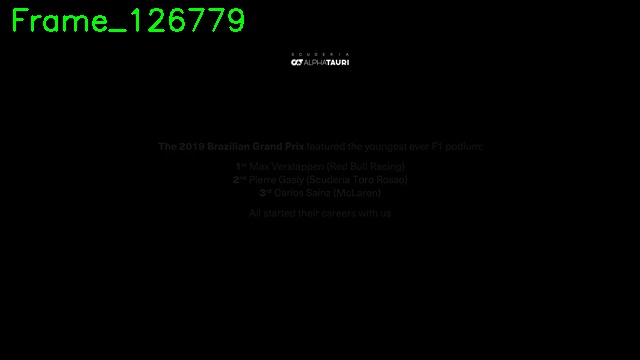 Frame_126779
SCUDERIA
ALPHATAURI
The 2019 Brazilian Grand Prix featured the youngest ever F1 podium:
1st Max Verstappen (Red Bull Racing)
2nd Pierre Gasly (Scuderia Toro Rosso)
3rd Carlos Sainz (McLaren)
All started their careers with us